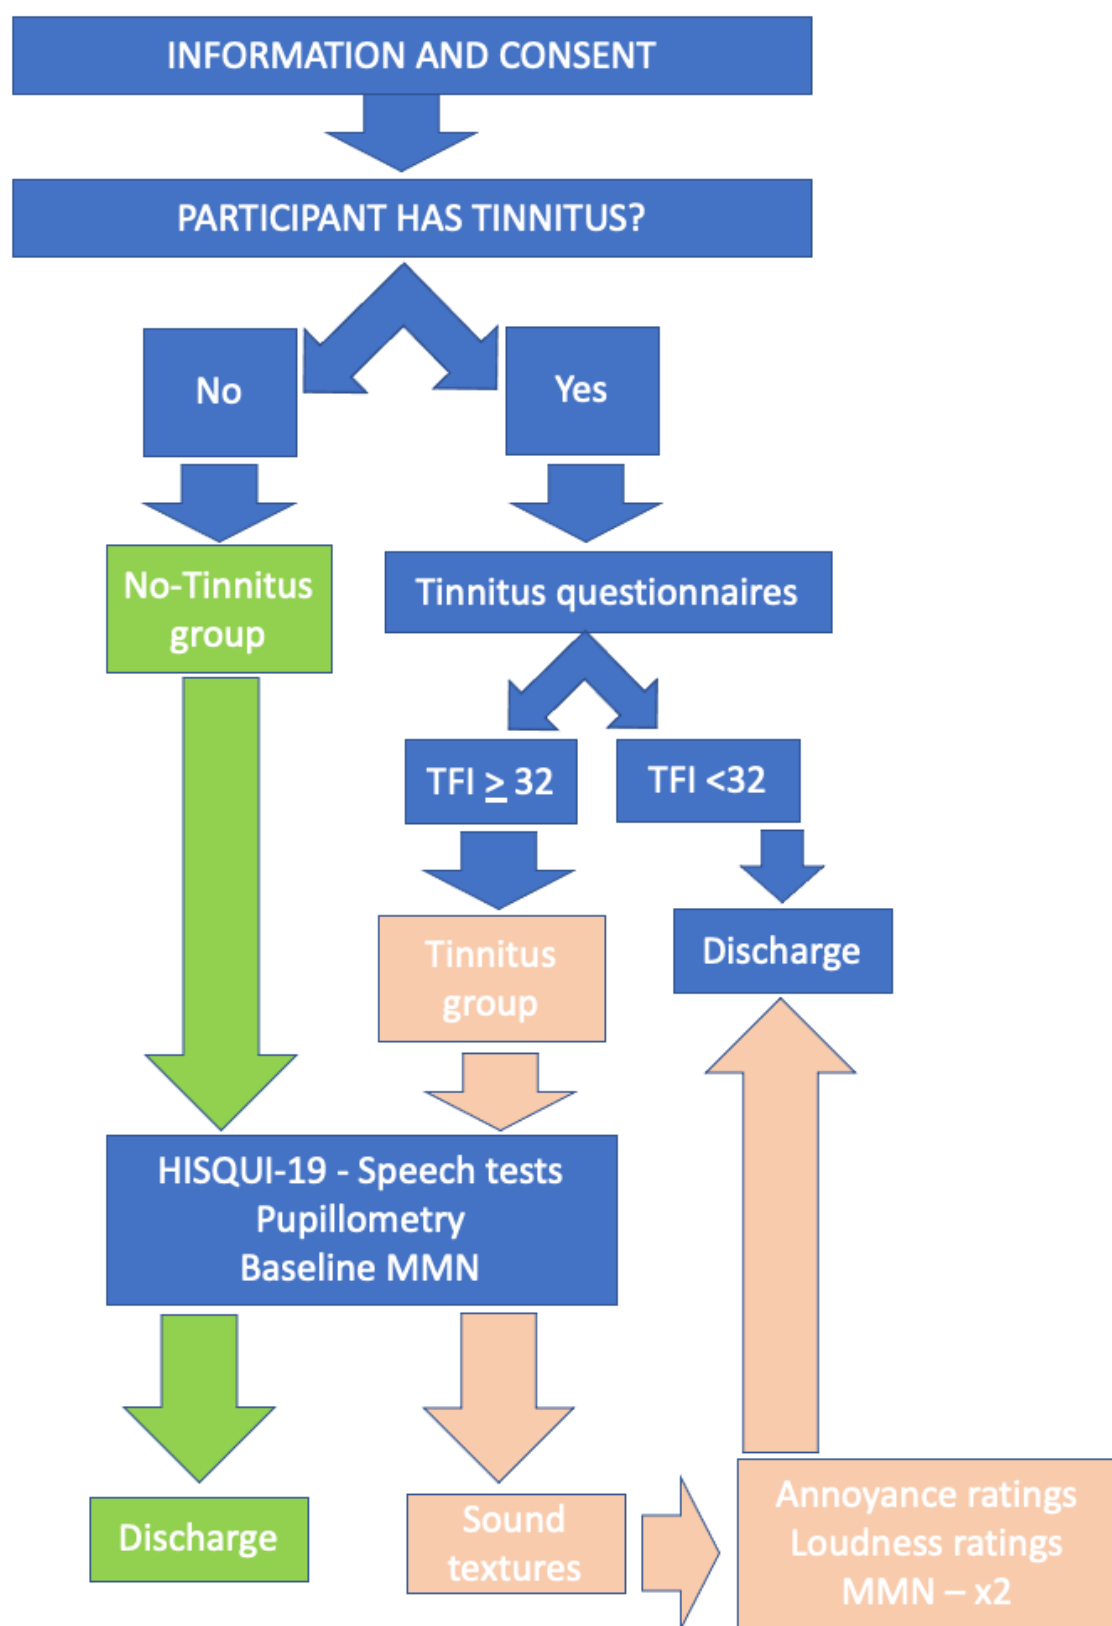 INFORMATION AND CONSENT
PARTICIPANT HAS TINNITUS?
No
Yes
No-Tinnitus
group
Tinnitus questionnaires
TFI ≥ 32
TFI <32
Tinnitus
group
Discharge
HISQUI-19 - Speech tests
Pupillometry
Baseline MMN
Discharge
Sound
textures
Annoyance ratings
Loudness ratings
MMN – x2